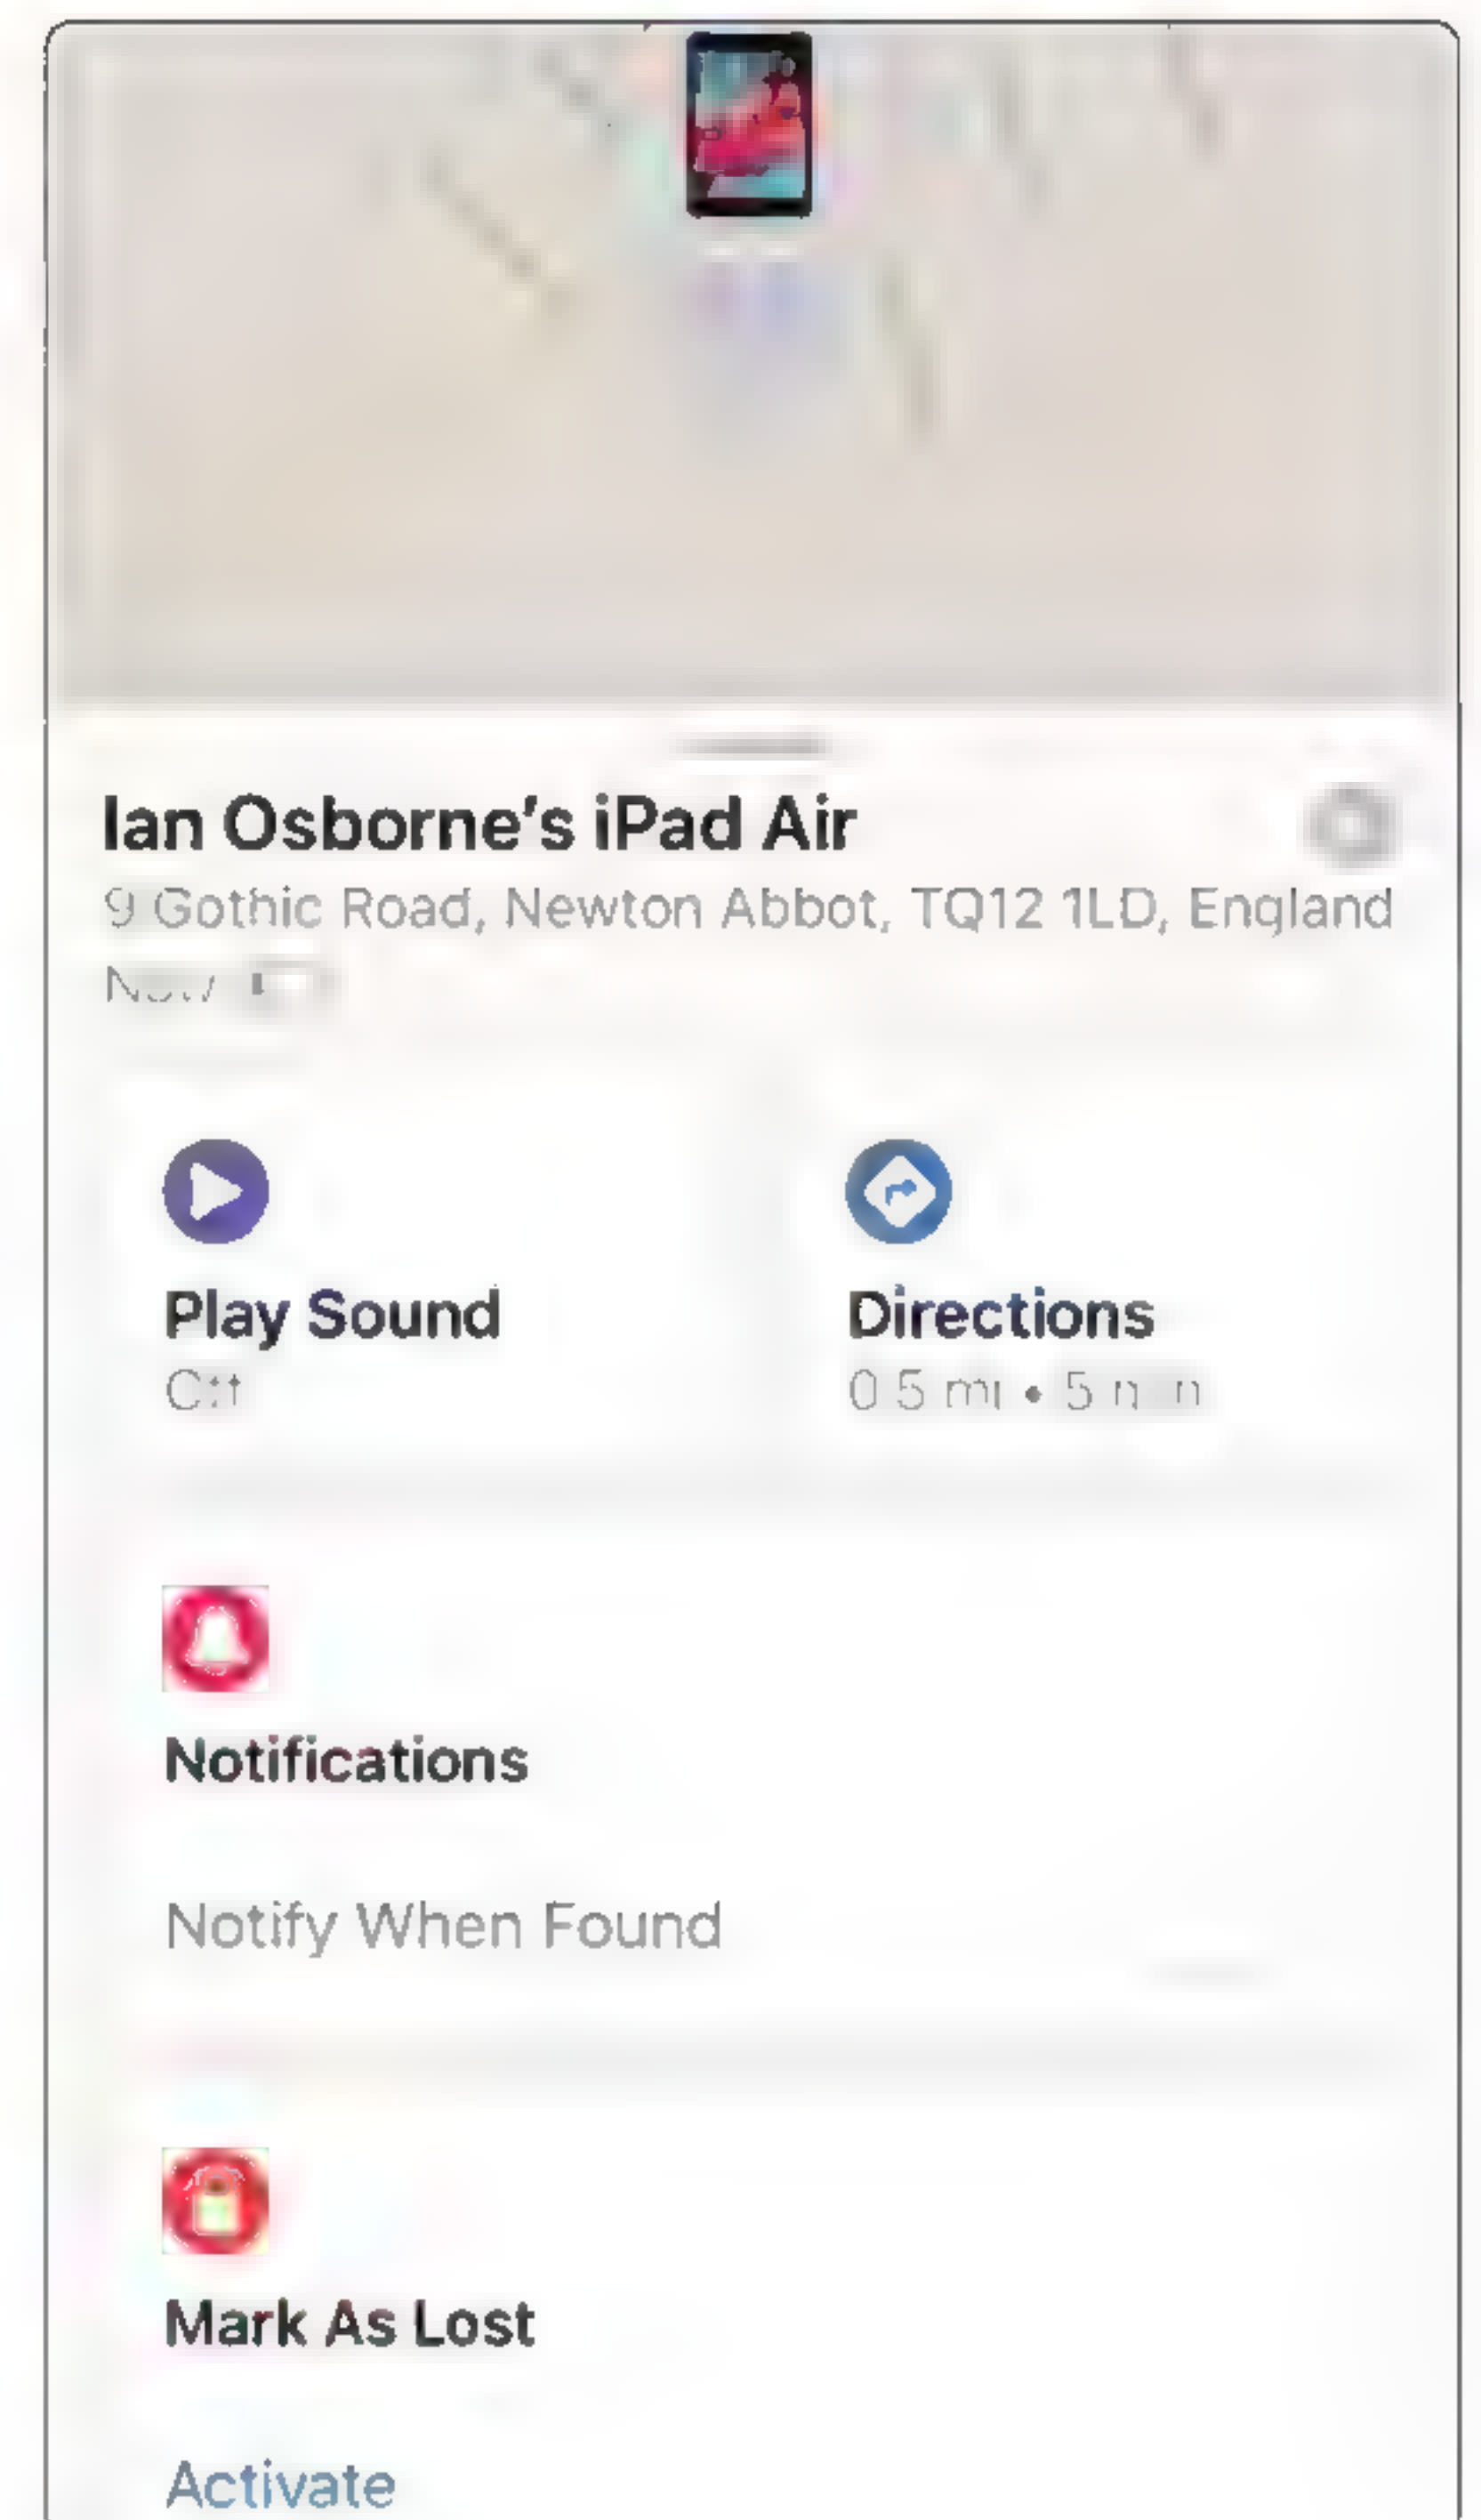 Ian Osborne's iPad Air
9 Gothic Road, Newton Abbot, TQ12 1LD, England
Play Sound
Directions
Notifications
Notify When Found
Mark As Lost
Activate